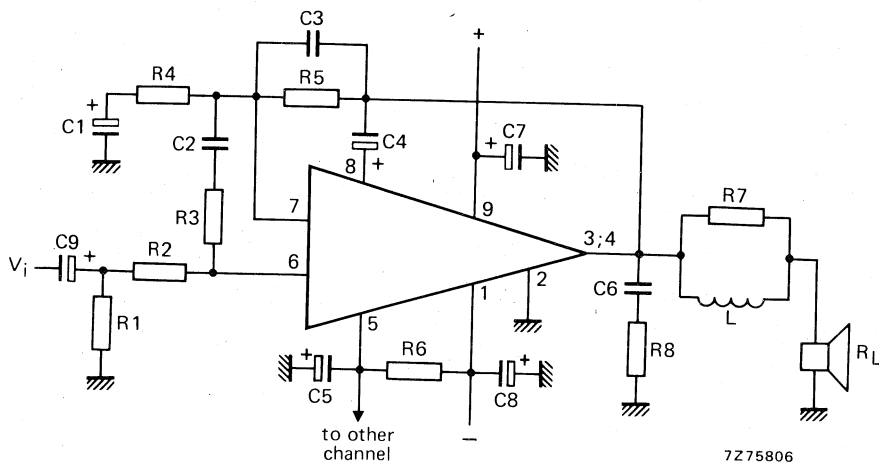 C3
+
R4
R5
+
C1
C2
C4
+
8
+
C7
R7
7
9
3;4
R3
C9
+
R2
6
Vi
C6
1
2
L
R1
5
R8
RL
+
R6
+
C5
C8
to other
channel
–
7Z75806